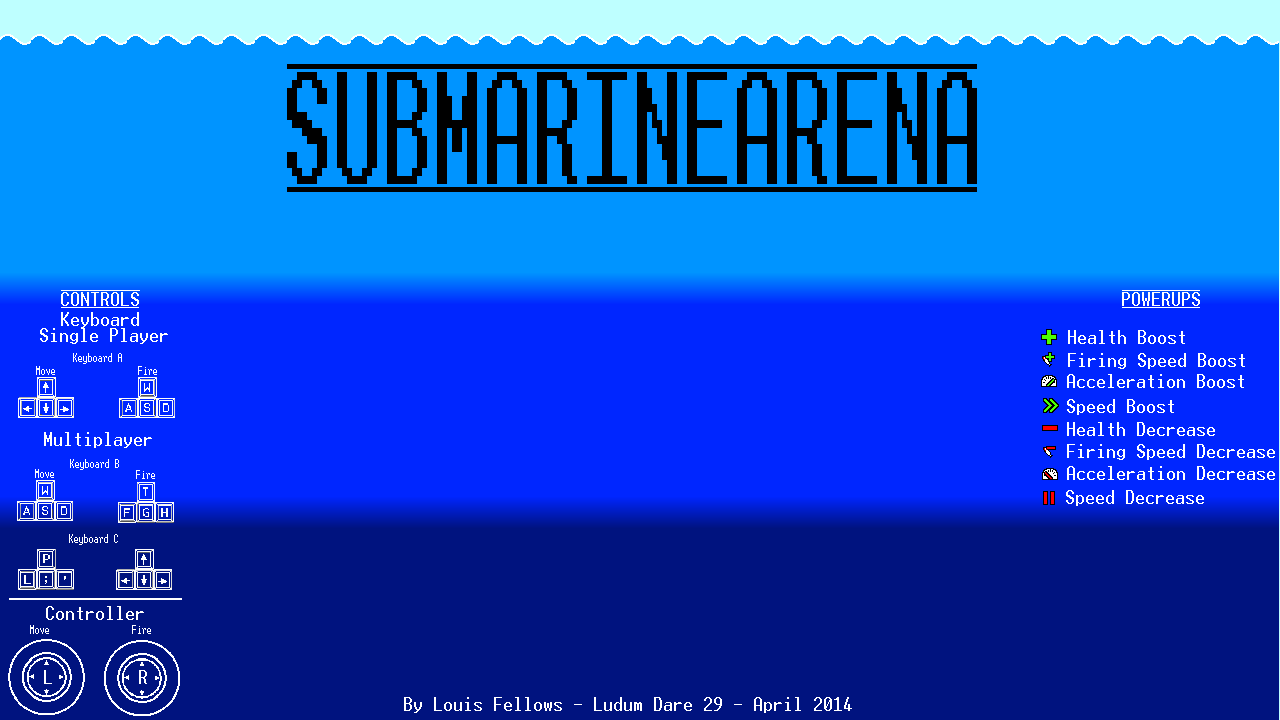 SUBMARINEARENA
CONTROLS
Keyboard
Single Player
Keyboard A
Move Fire
↑ W
← ↓ → A S D
Multiplayer
Keyboard B
Move Fire
W T
A S D F G H
Keyboard C
P ↑
L ; ' ← ↓ →
Controller
Move Fire
L R
POWERUPS
Health Boost
Firing Speed Boost
Acceleration Boost
Speed Boost
Health Decrease
Firing Speed Decrease
Acceleration Decrease
Speed Decrease
By Louis Fellows - Ludum Dare 29 - April 2014